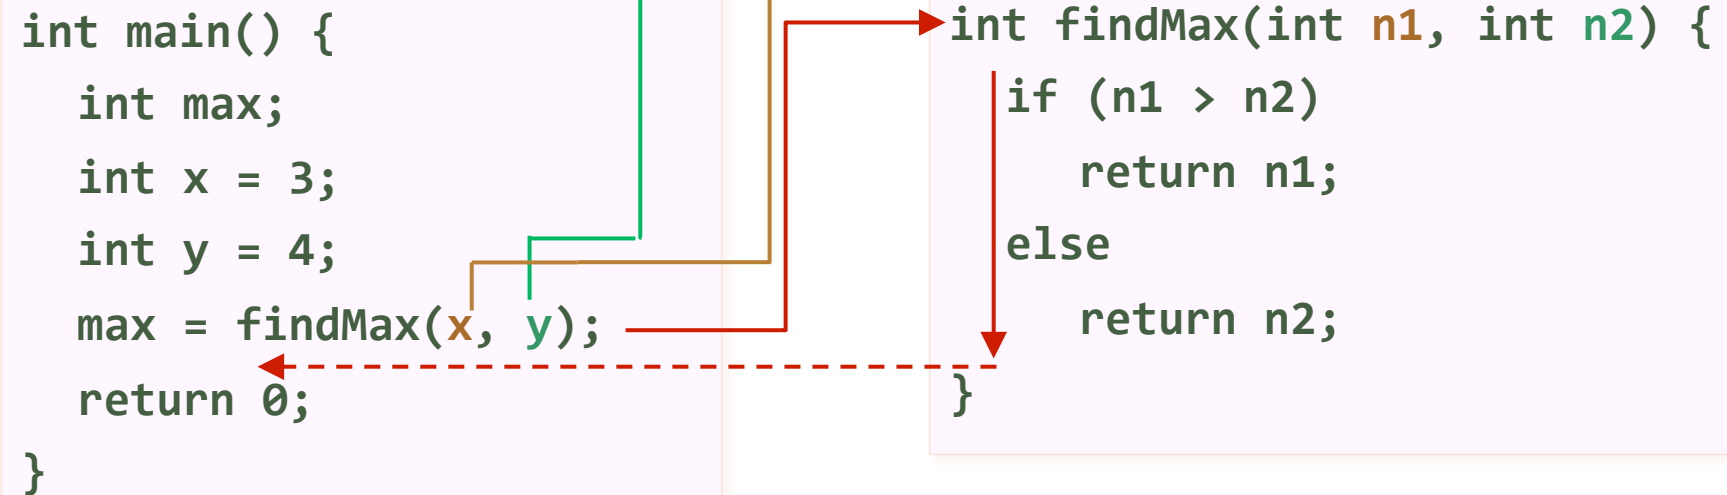 int main() {
int max;
int x = 3;
int y = 4;
max = findMax(x, y);
return 0;
}
int findMax(int n1, int n2) {
if (n1 > n2)
return n1;
else
return n2;
}